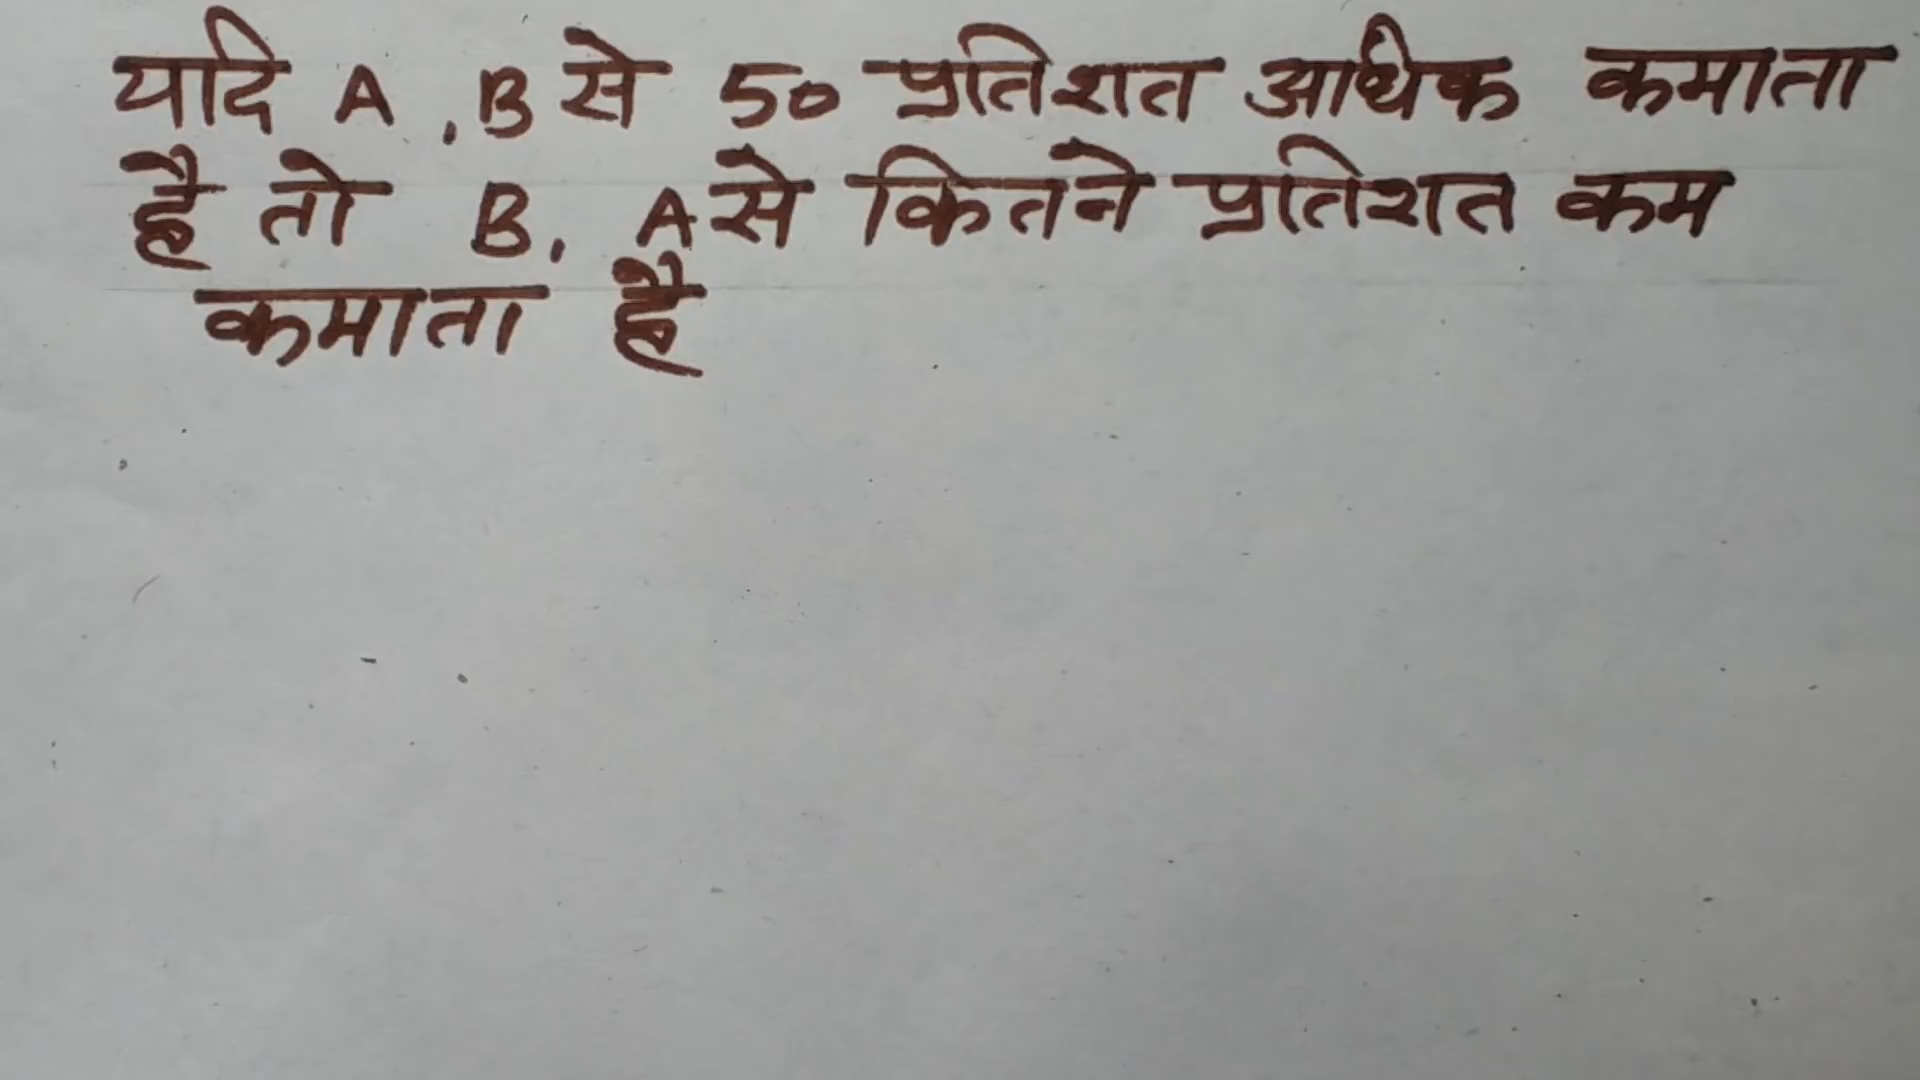 यदि A , B से 50 प्रतिशत अधिक कमाता
है तो B, A से कितने प्रतिशत कम
कमाता है